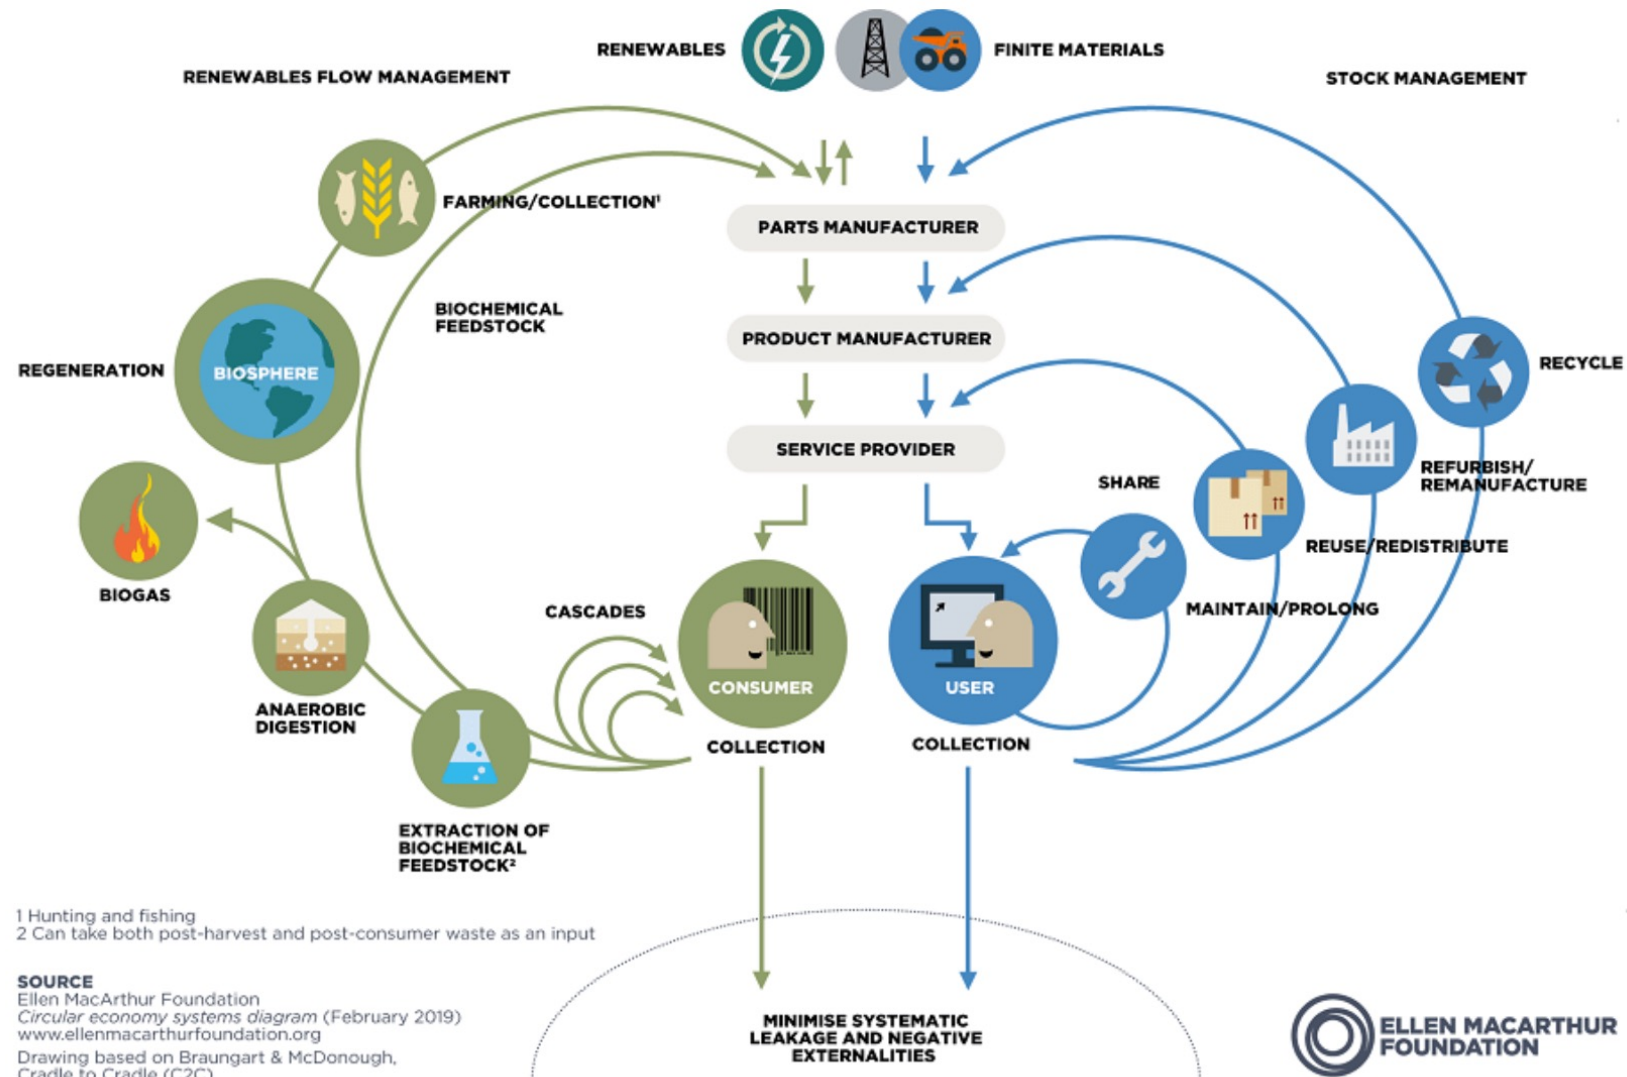 RENEWABLES
FINITE MATERIALS
RENEWABLES FLOW MANAGEMENT
STOCK MANAGEMENT
FARMING/COLLECTION¹
PARTS MANUFACTURER
BIOCHEMICAL
FEEDSTOCK
PRODUCT MANUFACTURER
REGENERATION
BIOSPHERE
RECYCLE
SERVICE PROVIDER
SHARE
REFURBISH/
REMANUFACTURE
REUSE/REDISTRIBUTE
BIOGAS
CASCADES
MAINTAIN/PROLONG
CONSUMER
USER
ANAEROBIC
DIGESTION
COLLECTION
COLLECTION
EXTRACTION OF
BIOCHEMICAL
FEEDSTOCK²
1 Hunting and fishing
2 Can take both post-harvest and post-consumer waste as an input
SOURCE
Ellen MacArthur Foundation
Circular economy systems diagram (February 2019)
www.ellenmacarthurfoundation.org
Drawing based on Braungart & McDonough,
Cradle to Cradle (C2C)
MINIMISE SYSTEMATIC
LEAKAGE AND NEGATIVE
EXTERNALITIES
ELLEN MACARTHUR
FOUNDATION